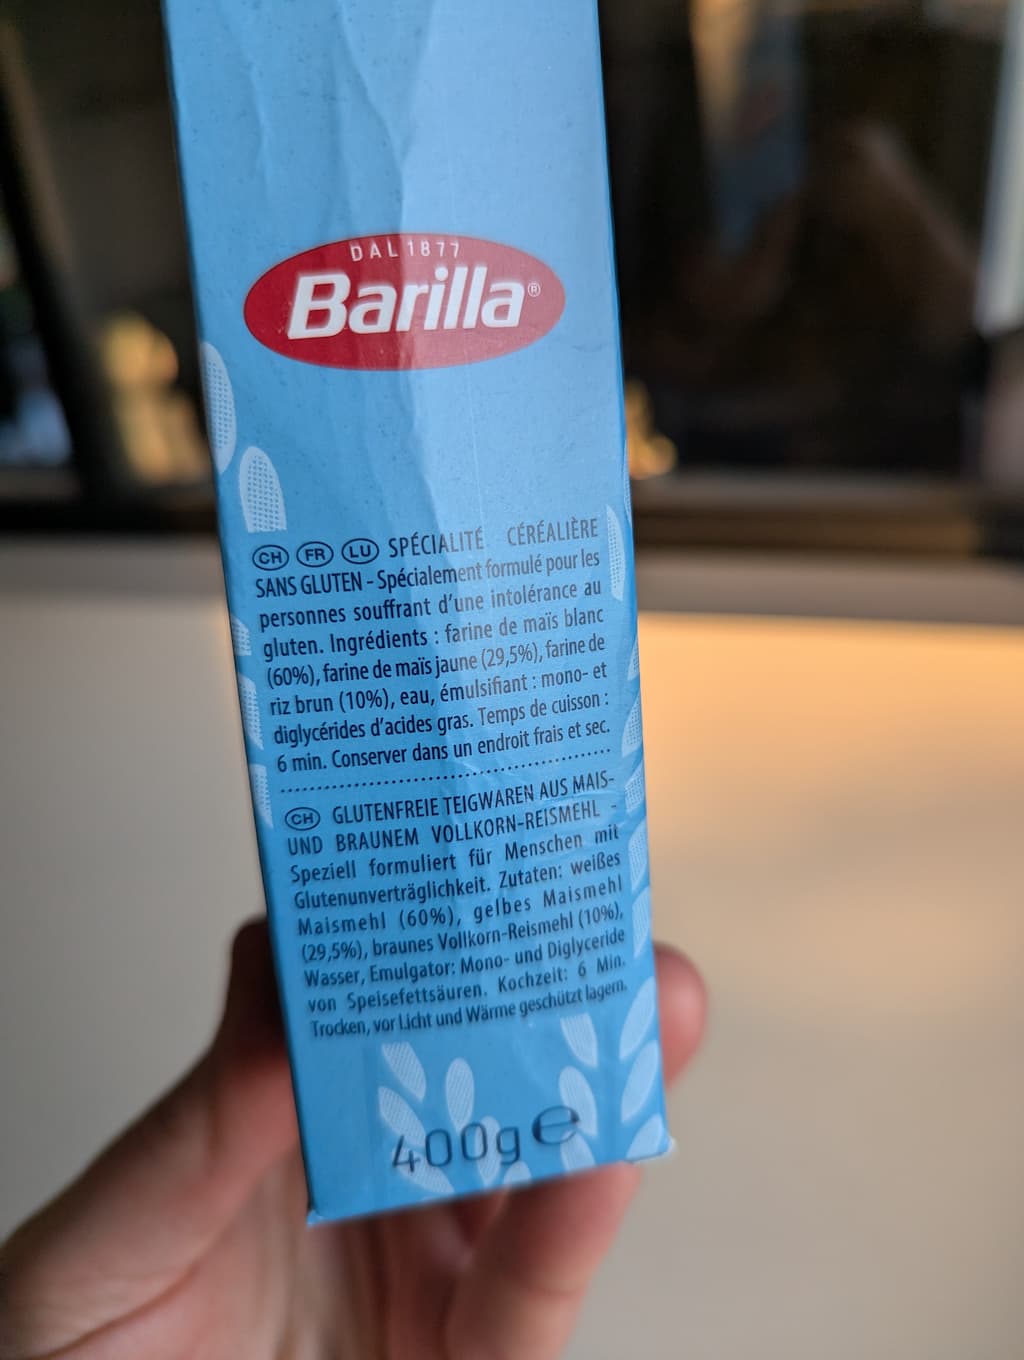 DAL 1877
Barilla®
CH FR LU SPÉCIALITÉ CÉRÉALIÈRE
SANS GLUTEN - Spécialement formulé pour les
personnes souffrant d'une intolérance au
gluten. Ingrédients : farine de maïs blanc
(60%), farine de maïs jaune (29,5%), farine de
riz brun (10%), eau, émulsifiant : mono- et
diglycérides d'acides gras. Temps de cuisson :
6 min. Conserver dans un endroit frais et sec.
CH GLUTENFREIE TEIGWAREN AUS MAIS-
UND BRAUNEM VOLLKORN-REISMEHL -
Speziell formuliert für Menschen mit
Glutenunverträglichkeit. Zutaten: weißes
Maismehl (60%), gelbes Maismehl
(29,5%), braunes Vollkorn-Reismehl (10%),
Wasser, Emulgator: Mono- und Diglyceride
von Speisefettsäuren. Kochzeit: 6 Min.
Trocken, vor Licht und Wärme geschützt lagern.
400g ℮